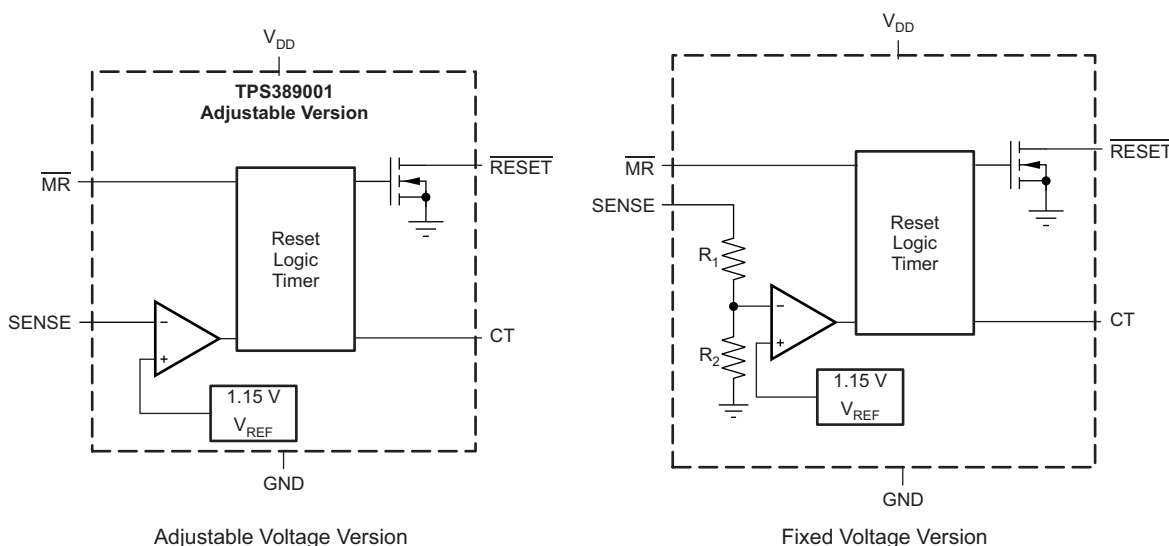 V_DD
TPS389001
Adjustable Version
RESET
MR
Reset
Logic
Timer
SENSE
CT
1.15 V
V_REF
GND
Adjustable Voltage Version
V_DD
RESET
MR
SENSE
R_1
Reset
Logic
Timer
R_2
CT
1.15 V
V_REF
GND
Fixed Voltage Version